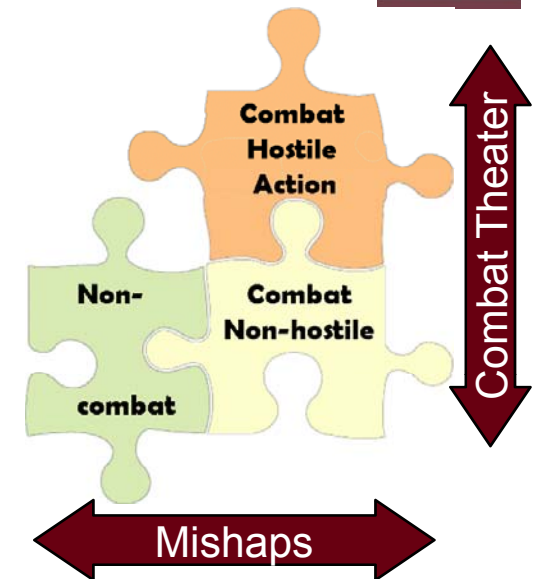 Combat
Hostile
Action
Combat Theater
Non-
combat
Combat
Non-hostile
Mishaps